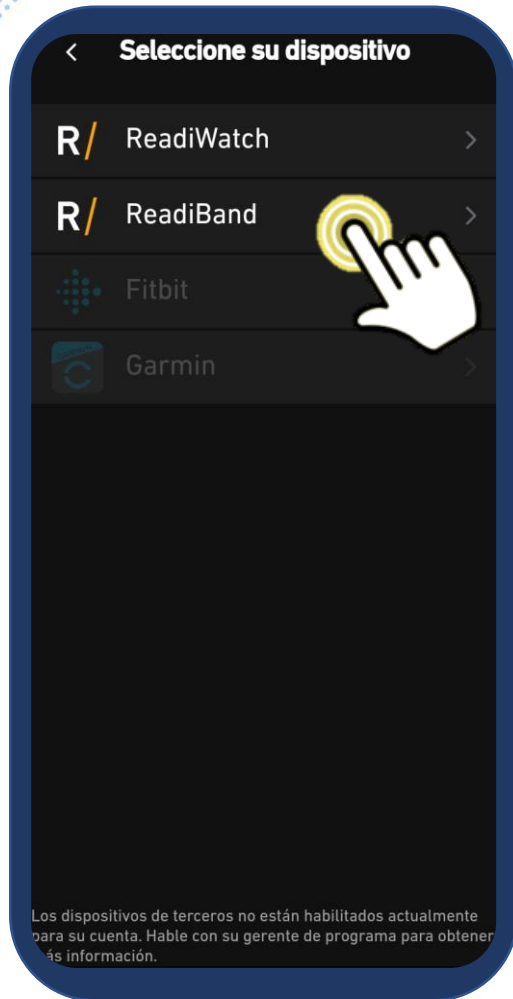 Seleccione su dispositivo
R/ ReadiWatch
R/ ReadiBand
Fitbit
Garmin
Los dispositivos de terceros no están habilitados actualmente
para su cuenta. Hable con su gerente de programa para obtener
más información.